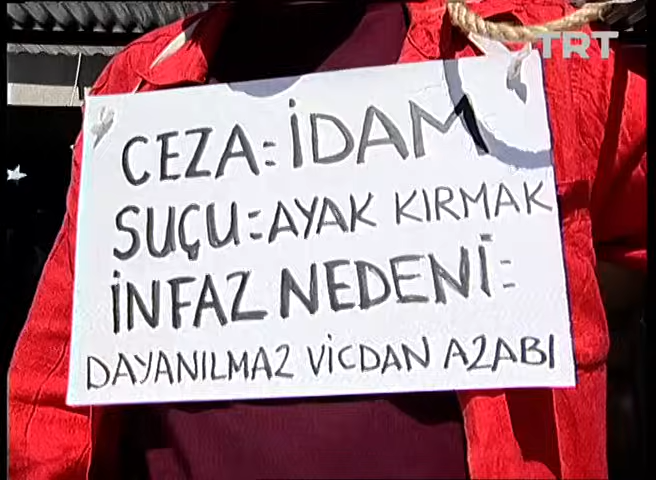 TRT
CEZA=İDAM
SUÇU=AYAK KIRMAK
İNFAZ NEDENİ=
DAYANILMAZ VİCDAN AZABI